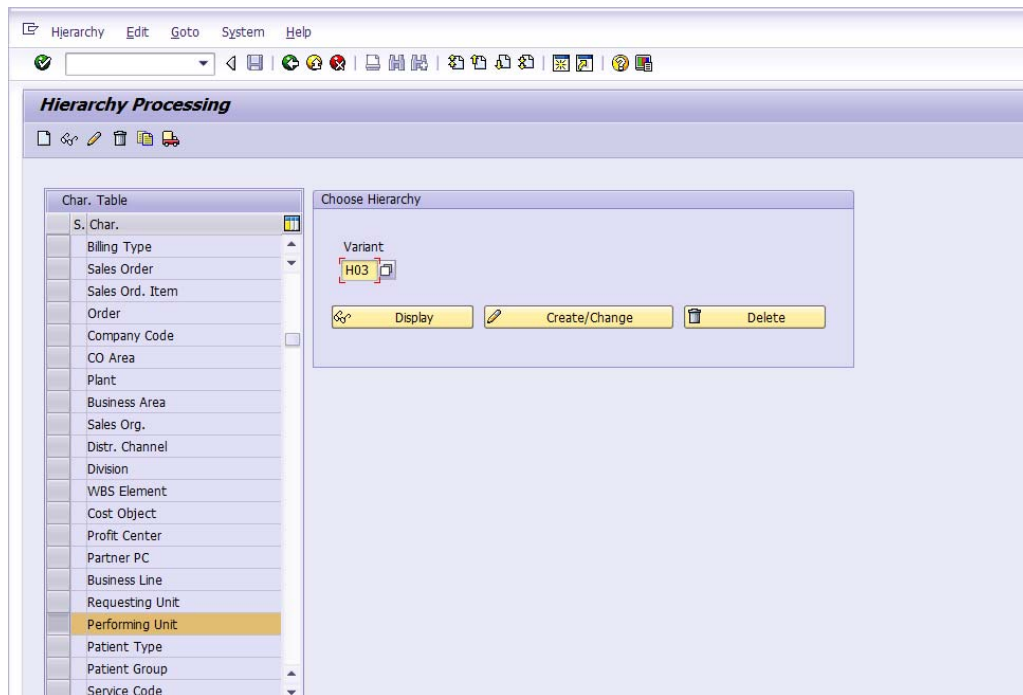 Hierarchy Edit Goto System Help
Hierarchy Processing
Char. Table
S. Char.
Billing Type
Sales Order
Sales Ord. Item
Order
Company Code
CO Area
Plant
Business Area
Sales Org.
Distr. Channel
Division
WBS Element
Cost Object
Profit Center
Partner PC
Business Line
Requesting Unit
Performing Unit
Patient Type
Patient Group
Service Code
Choose Hierarchy
Variant
H03
Display Create/Change Delete